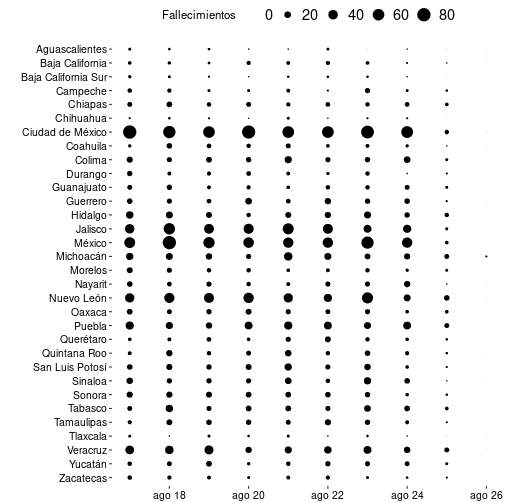 Fallecimientos 0 20 40 60 80
Aguascalientes
Baja California
Baja California Sur
Campeche
Chiapas
Chihuahua
Ciudad de México
Coahuila
Colima
Durango
Guanajuato
Guerrero
Hidalgo
Jalisco
México
Michoacán
Morelos
Nayarit
Nuevo León
Oaxaca
Puebla
Querétaro
Quintana Roo
San Luis Potosí
Sinaloa
Sonora
Tabasco
Tamaulipas
Tlaxcala
Veracruz
Yucatán
Zacatecas
ago 18 ago 20 ago 22 ago 24 ago 26